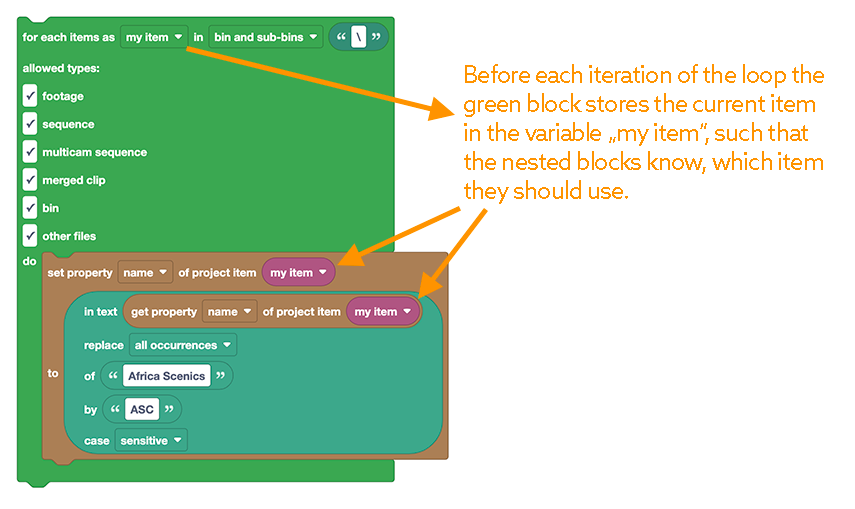 for each items as my item in bin and sub-bins “ \ ”
allowed types:
footage
sequence
multicam sequence
merged clip
bin
other files
do
set property name of project item my item
in text get property name of project item my item
replace all occurrences
to
of “ Africa Scenics ”
by “ ASC ”
case sensitive
Before each iteration of the loop the
green block stores the current item
in the variable „my item“, such that
the nested blocks know, which item
they should use.